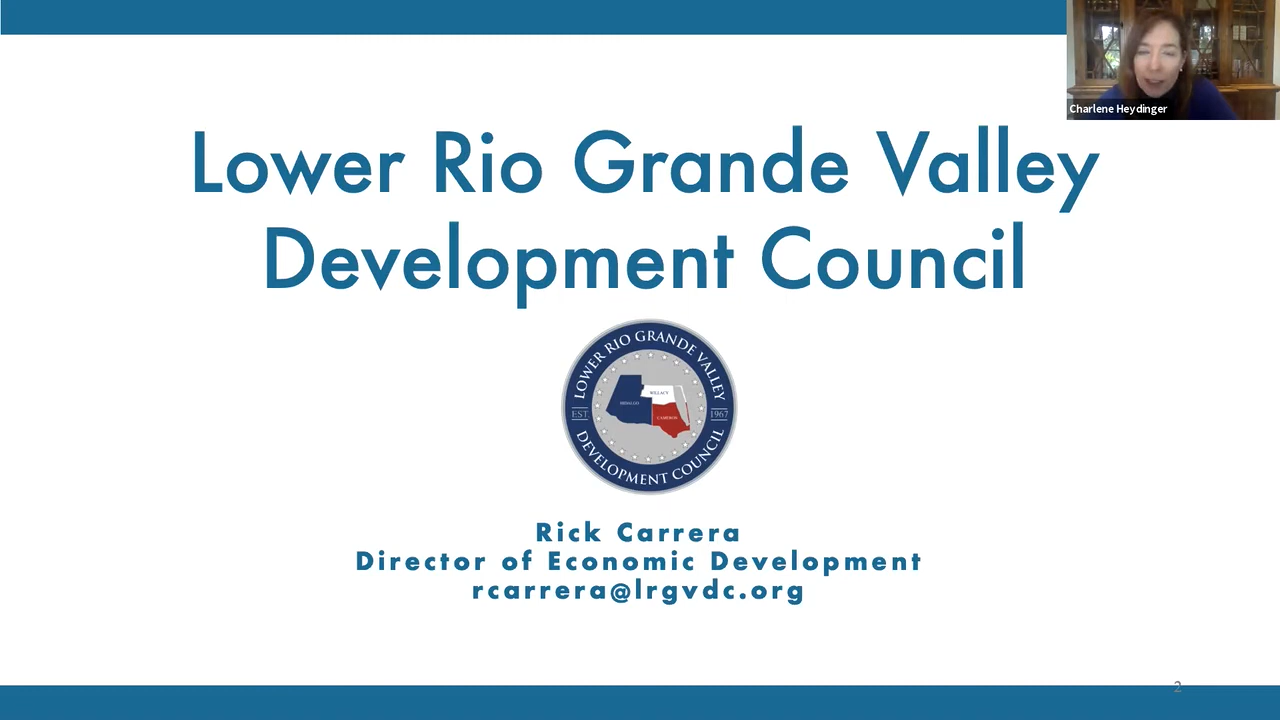 Charlene Heydinger
Lower Rio Grande Valley
Development Council
LOWER RIO GRANDE VALLEY
EST. 1967
HIDALGO
WILLACY
CAMERON
DEVELOPMENT COUNCIL
Rick Carrera
Director of Economic Development
rcarrera@lrgvdc.org
2